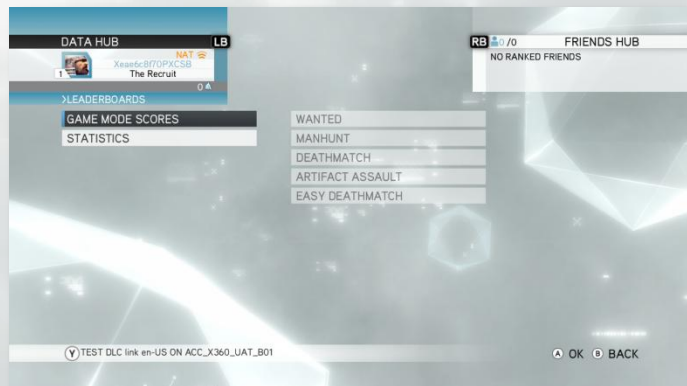 DATA HUB LB
NAT
Xeae6c8f70PXCSB
1 The Recruit
0
>LEADERBOARDS
GAME MODE SCORES
STATISTICS
WANTED
MANHUNT
DEATHMATCH
ARTIFACT ASSAULT
EASY DEATHMATCH
RB 0/0 FRIENDS HUB
NO RANKED FRIENDS
Y TEST DLC link en-US ON ACC_X360_UAT_B01
A OK B BACK